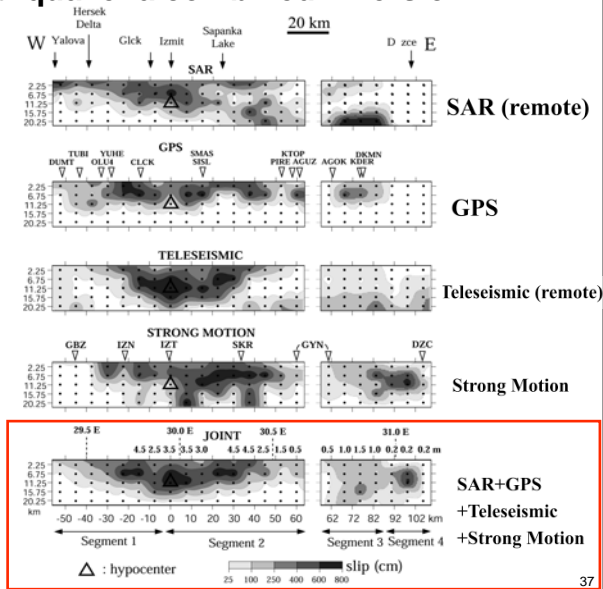 20 km
Hersek
Delta
W Yalova Glck Izmit Sapanka
Lake
D zce E
SAR
2.25
6.75
11.25
15.75
20.25
SAR (remote)
GPS
DUMT TUBI OLU4 YUHE CLCK SMAS
SISL PIRE KTOP AGUZ AGOK KDER DKMN
2.25
6.75
11.25
15.75
20.25
GPS
TELESEISMIC
2.25
6.75
11.25
15.75
20.25
Teleseismic (remote)
STRONG MOTION
GBZ IZN IZT SKR GYN DZC
2.25
6.75
11.25
15.75
20.25
Strong Motion
29.5 E 30.0 E 30.5 E 31.0 E
JOINT
4.5 2.5 3.5 3.5 3.0 4.5 4.5 2.5 1.5 0.5 0.5 1.0 1.5 1.0 0.2 0.2 0.2 m
2.25
6.75
11.25
15.75
20.25
km -50 -40 -30 -20 -10 0 10 20 30 40 50 60 62 72 82 92 102 km
Segment 1 Segment 2 Segment 3 Segment 4
SAR+GPS
+Teleseismic
+Strong Motion
: hypocenter
slip (cm)
25 100 250 400 600 800
37